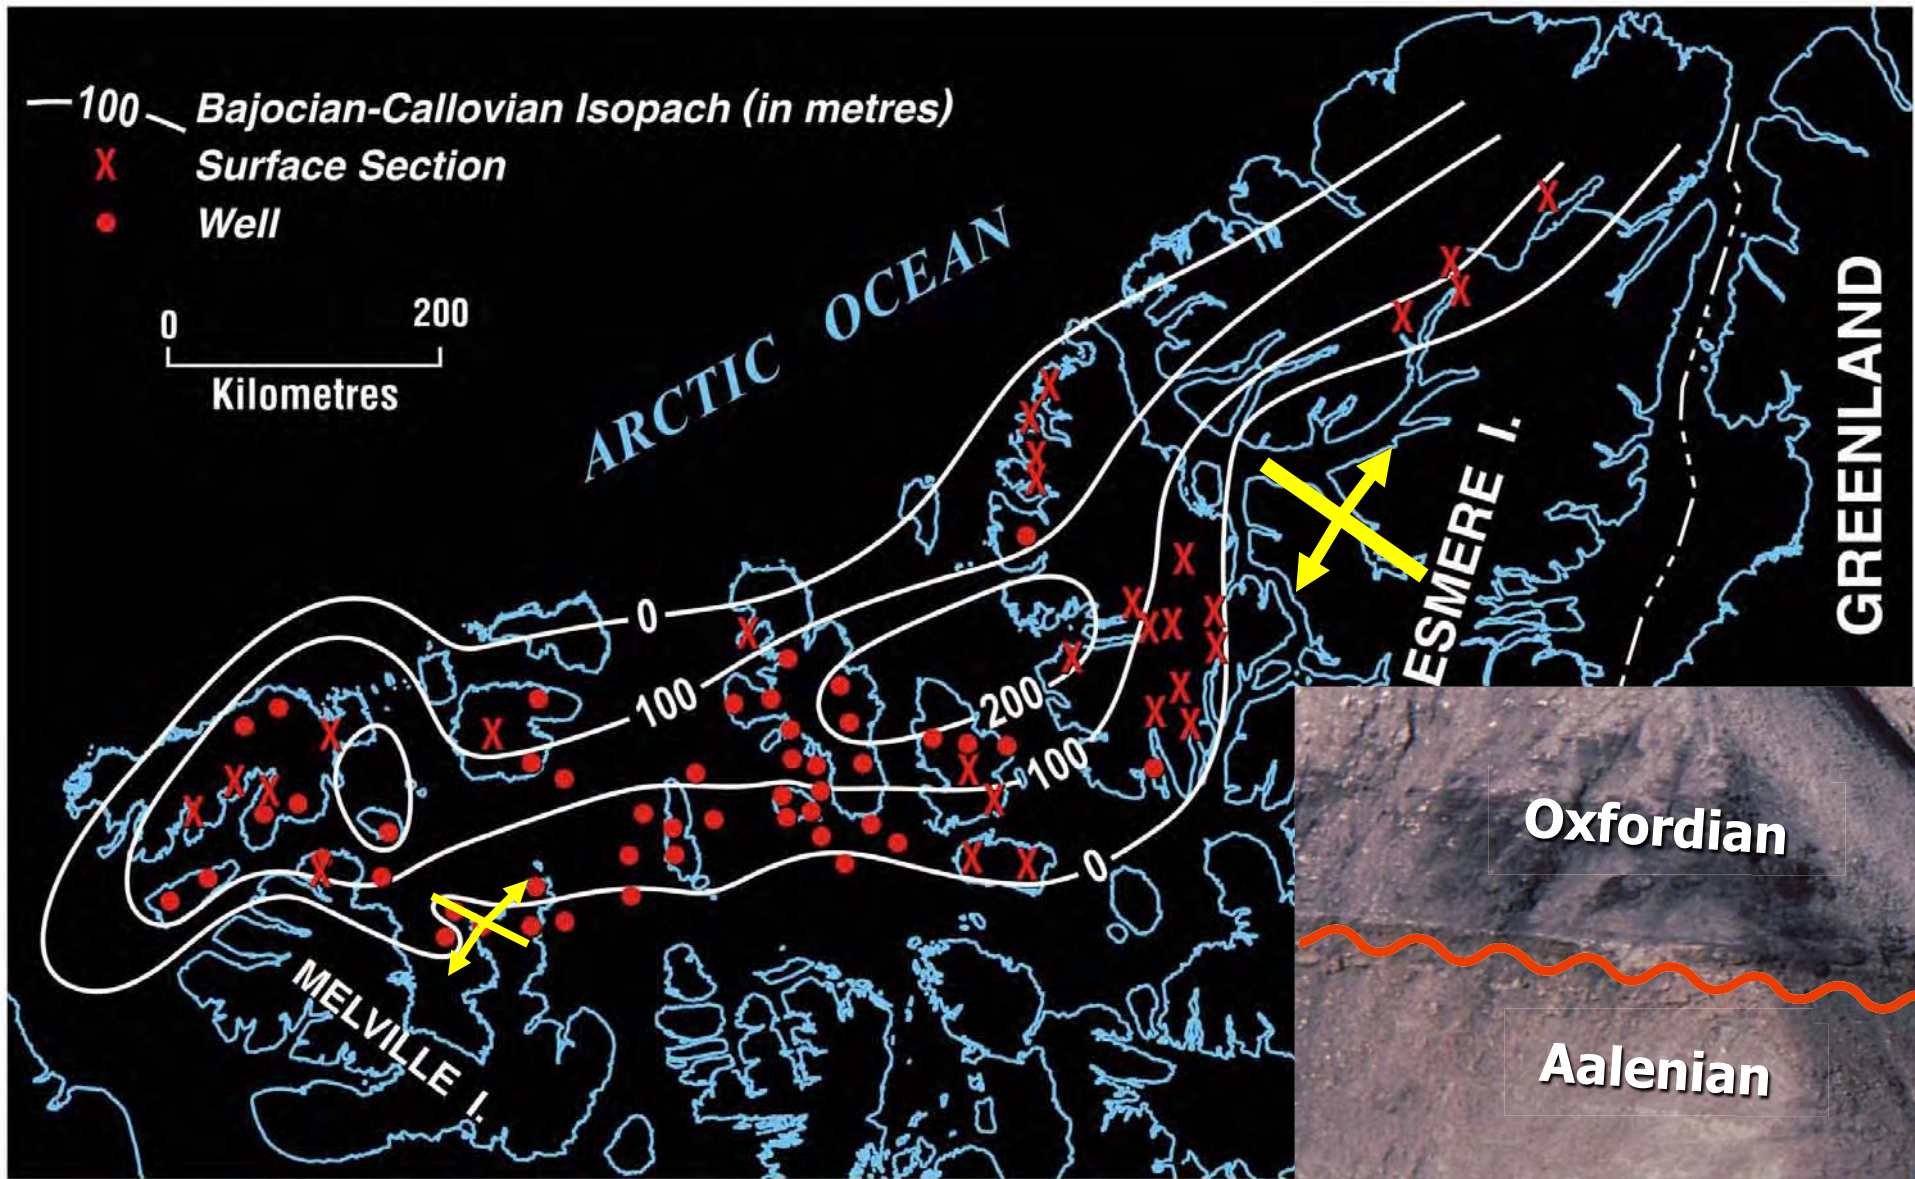 100 Bajocian-Callovian Isopach (in metres)
X Surface Section
Well
0 200
Kilometres
ARCTIC OCEAN
GREENLAND
ESMERE I.
0
100
200
100
0
MELVILLE I.
Oxfordian
Aalenian